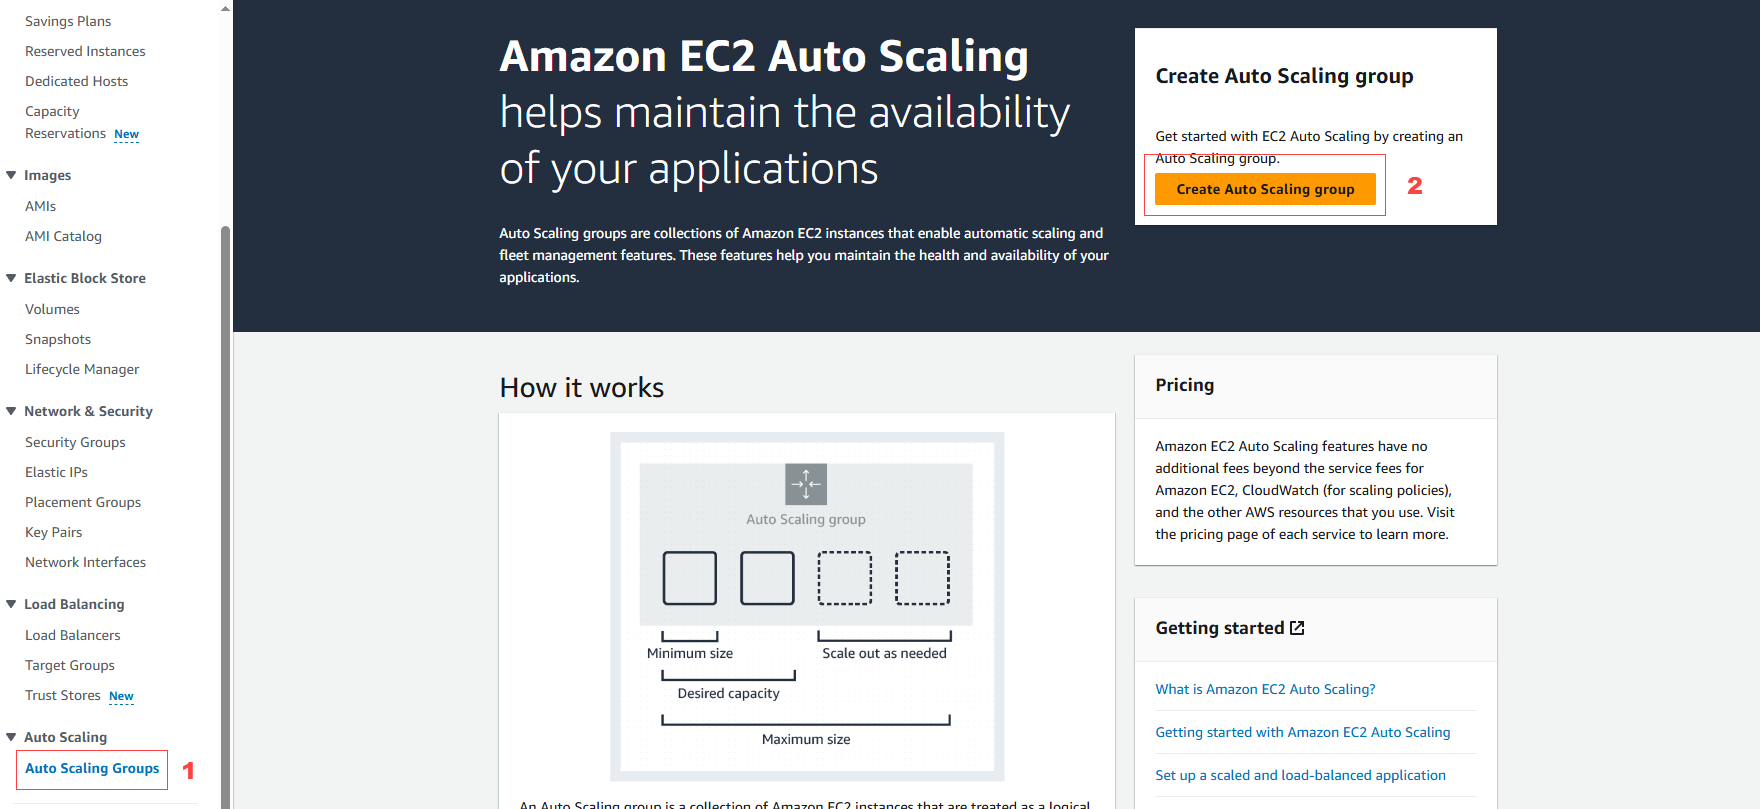 Savings Plans
Reserved Instances
Dedicated Hosts
Capacity
Reservations New
Images
AMIs
AMI Catalog
Elastic Block Store
Volumes
Snapshots
Lifecycle Manager
Network & Security
Security Groups
Elastic IPs
Placement Groups
Key Pairs
Network Interfaces
Load Balancing
Load Balancers
Target Groups
Trust Stores New
Auto Scaling
Auto Scaling Groups 1
Amazon EC2 Auto Scaling
helps maintain the availability
of your applications
Auto Scaling groups are collections of Amazon EC2 instances that enable automatic scaling and
fleet management features. These features help you maintain the health and availability of your
applications.
Create Auto Scaling group
Get started with EC2 Auto Scaling by creating an
Auto Scaling group.
Create Auto Scaling group 2
How it works
Auto Scaling group
Minimum size
Scale out as needed
Desired capacity
Maximum size
An Auto Scaling group is a collection of Amazon EC2 instances that are treated as a logical
Pricing
Amazon EC2 Auto Scaling features have no
additional fees beyond the service fees for
Amazon EC2, CloudWatch (for scaling policies),
and the other AWS resources that you use. Visit
the pricing page of each service to learn more.
Getting started
What is Amazon EC2 Auto Scaling?
Getting started with Amazon EC2 Auto Scaling
Set up a scaled and load-balanced application